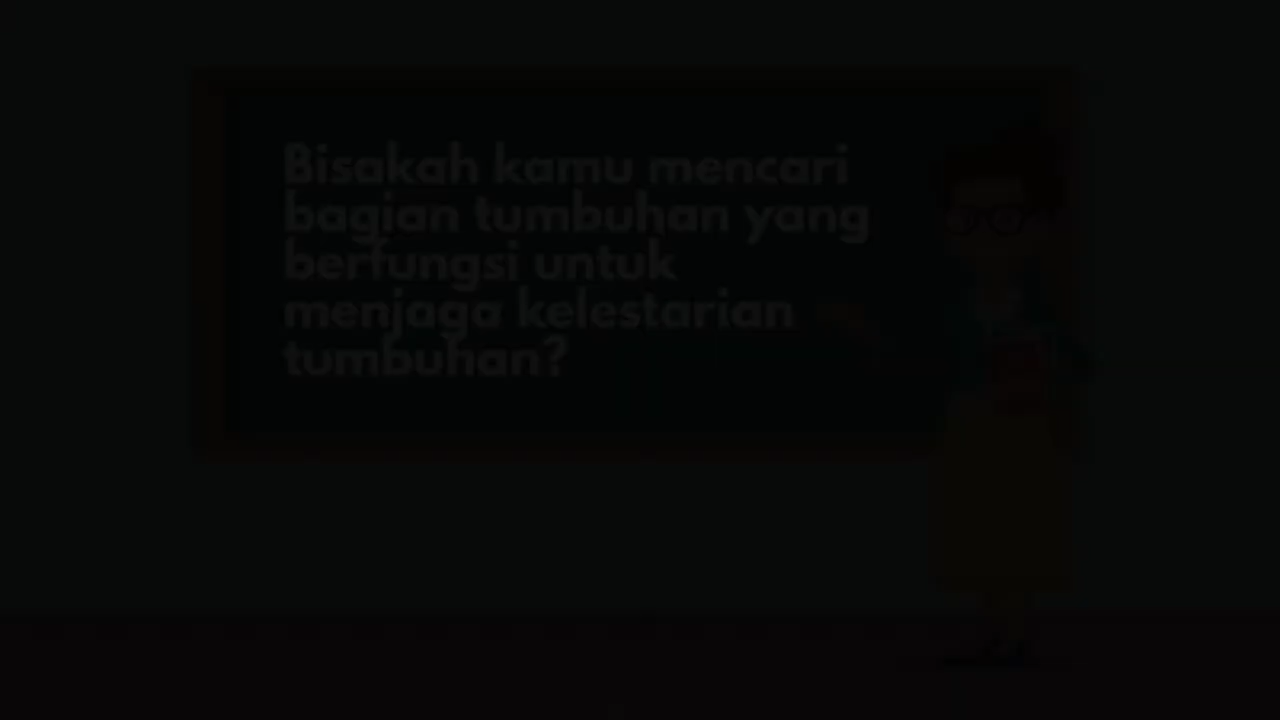 Bisakah kamu mencari
bagian tumbuhan yang
berfungsi untuk
menjaga kelestarian
tumbuhan?